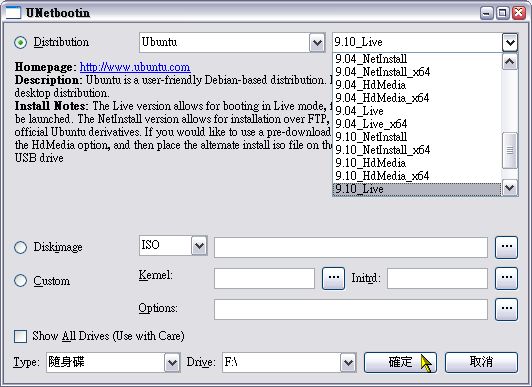 UNetbootin
Distribution
Ubuntu
9.10_Live
Homepage: http://www.ubuntu.com
Description: Ubuntu is a user-friendly Debian-based distribution.
desktop distribution.
Install Notes: The Live version allows for booting in Live mode,
be launched. The NetInstall version allows for installation over FTP,
official Ubuntu derivatives. If you would like to use a pre-download
the HdMedia option, and then place the alternate install iso file on the
USB drive
9.04_NetInstall
9.04_NetInstall_x64
9.04_HdMedia
9.04_HdMedia_x64
9.04_Live
9.04_Live_x64
9.10_NetInstall
9.10_NetInstall_x64
9.10_HdMedia
9.10_HdMedia_x64
9.10_Live
Diskimage
ISO
...
Custom
Kernel:
...
Initrd:
...
Options:
...
Show All Drives (Use with Care)
Type:
隨身碟
Drive:
F:\
確定
取消